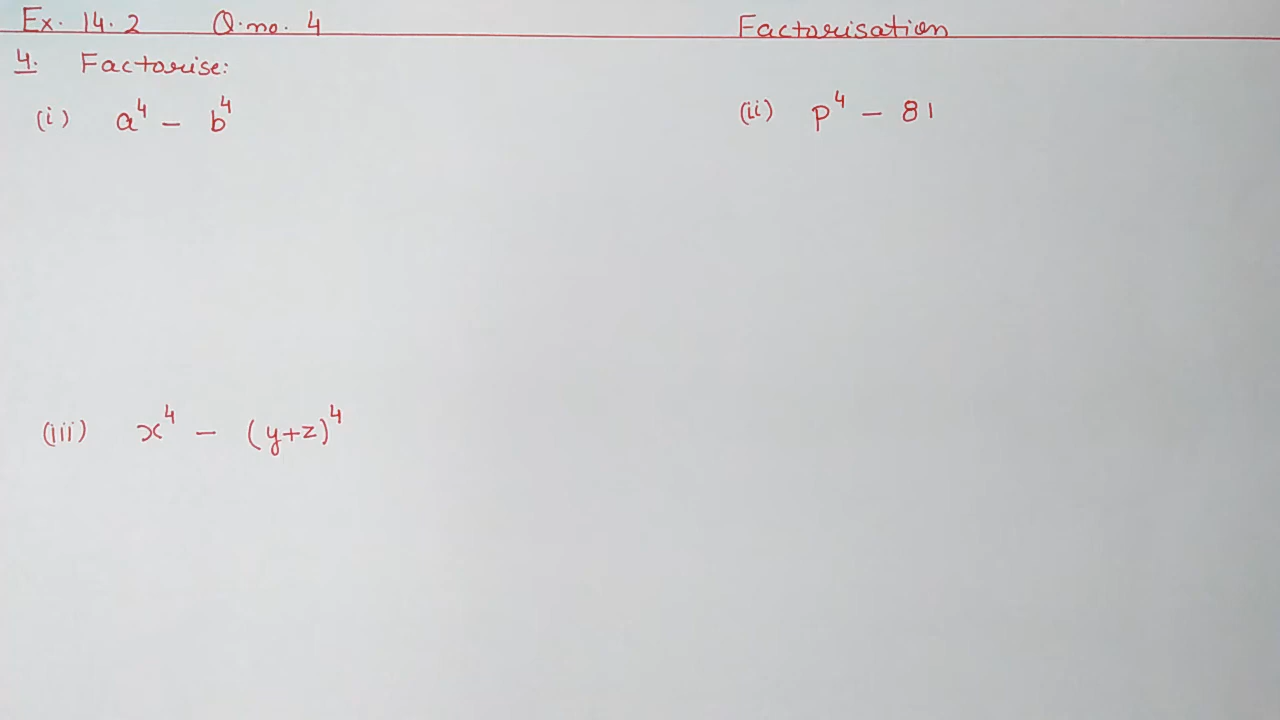 Ex. 14.2 Q.no. 4 Factorisation
4. Factorise:
(i) a⁴ – b⁴ (ii) p⁴ – 81
(iii) x⁴ – (y+z)⁴